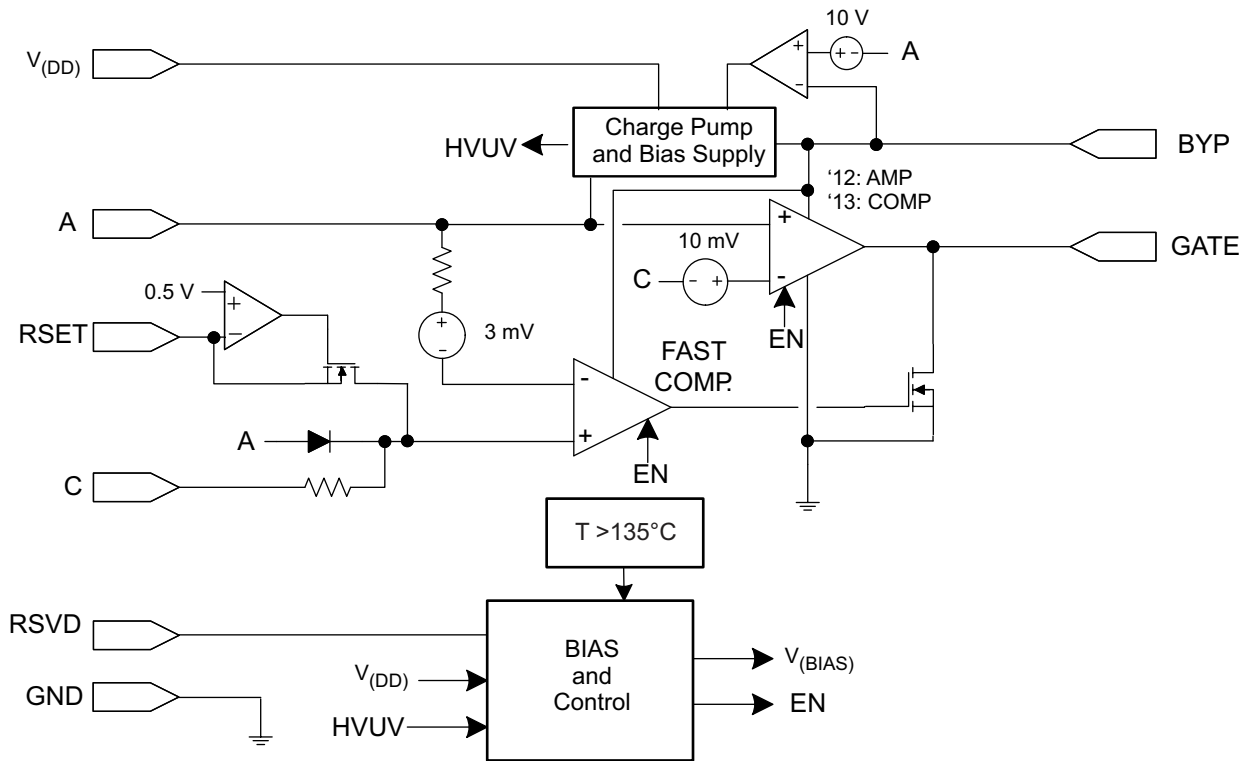 10 V
+
+ -
A
-
V(DD)
Charge Pump
and Bias Supply
HVUV
BYP
'12: AMP
'13: COMP
A
+
10 mV
C
- +
-
GATE
EN
0.5 V
+
-
RSET
+
-
3 mV
FAST
COMP.
-
+
A
EN
C
T >135°C
RSVD
BIAS
and
Control
V(DD)
V(BIAS)
GND
EN
HVUV